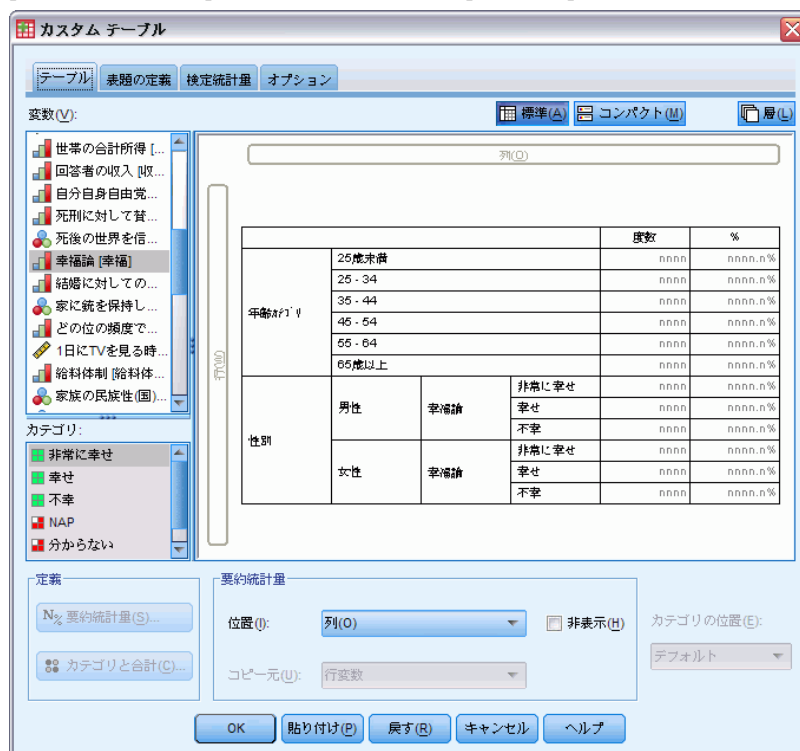 カスタム テーブル
テーブル 表題の定義 検定統計量 オプション
変数(V):
標準(A) コンパクト(M) 層(L)
世帯の合計所得 [...
回答者の収入 [収...
自分自身自由党...
死刑に対して賛...
死後の世界を信...
幸福論 [幸福]
結婚に対しての...
家に銃を保持し...
どの位の頻度で...
1日にTVを見る時...
給料体制 [給料体...
家族の民族性(国)...
カテゴリ:
非常に幸せ
幸せ
不幸
NAP
分からない
列(O)
行(W)
度数 %
年齢カテゴリ 25歳未満 nnnn nnnn.n%
25 - 34 nnnn nnnn.n%
35 - 44 nnnn nnnn.n%
45 - 54 nnnn nnnn.n%
55 - 64 nnnn nnnn.n%
65歳以上 nnnn nnnn.n%
性別 男性 幸福論 非常に幸せ nnnn nnnn.n%
幸せ nnnn nnnn.n%
不幸 nnnn nnnn.n%
女性 幸福論 非常に幸せ nnnn nnnn.n%
幸せ nnnn nnnn.n%
不幸 nnnn nnnn.n%
定義
N% 要約統計量(S)...
カテゴリと合計(C)...
要約統計量
位置(I): 列(O) 非表示(H)
コピー元(U): 行変数
カテゴリの位置(E):
デフォルト
OK 貼り付け(P) 戻す(R) キャンセル ヘルプ